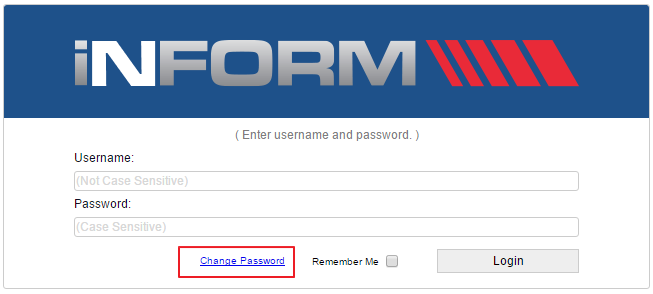 iNFORM
( Enter username and password. )
Username:
(Not Case Sensitive)
Password:
(Case Sensitive)
Change Password Remember Me Login